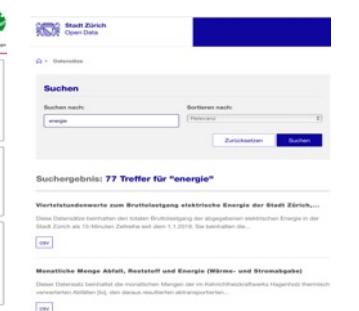 Stadt Zürich
Open Data
Datensätze
Suchen
Suchen nach:
Sortieren nach:
energie
Relevanz
Zurücksetzen
Suchen
Suchergebnis: 77 Treffer für "energie"
Viertelstundenwerte zum Bruttolastgang elektrische Energie der Stadt Zürich,...
Diese Datensätze beinhalten den totalen Bruttolastgang der abgegebenen elektrischen Energie in der
Stadt Zürich als 15-Minuten Zeitreihe seit dem 1.1.2019. Sie beinhalten die...
csv
Monatliche Menge Abfall, Reststoff und Energie (Wärme- und Stromabgabe)
Dieser Datensatz beinhaltet die monatlichen Mengen der im Kehrichtheizkraftwerk Hagenholz thermisch
verwerteten Abfällen [to], den daraus resultierten abtransportierten...
csv